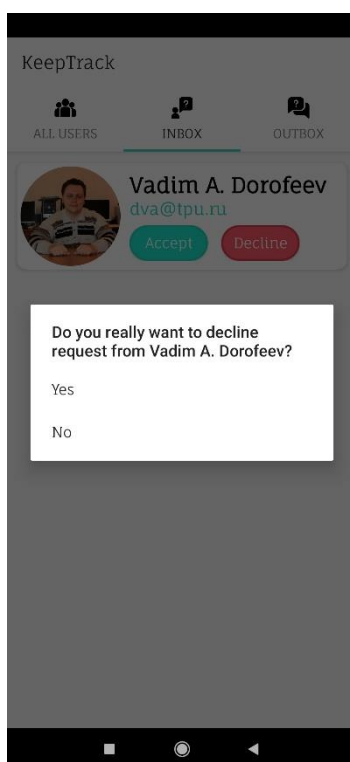 KeepTrack
ALL USERS
INBOX
OUTBOX
Vadim A. Dorofeev
dva@tpu.ru
Accept
Decline
Do you really want to decline
request from Vadim A. Dorofeev?
Yes
No